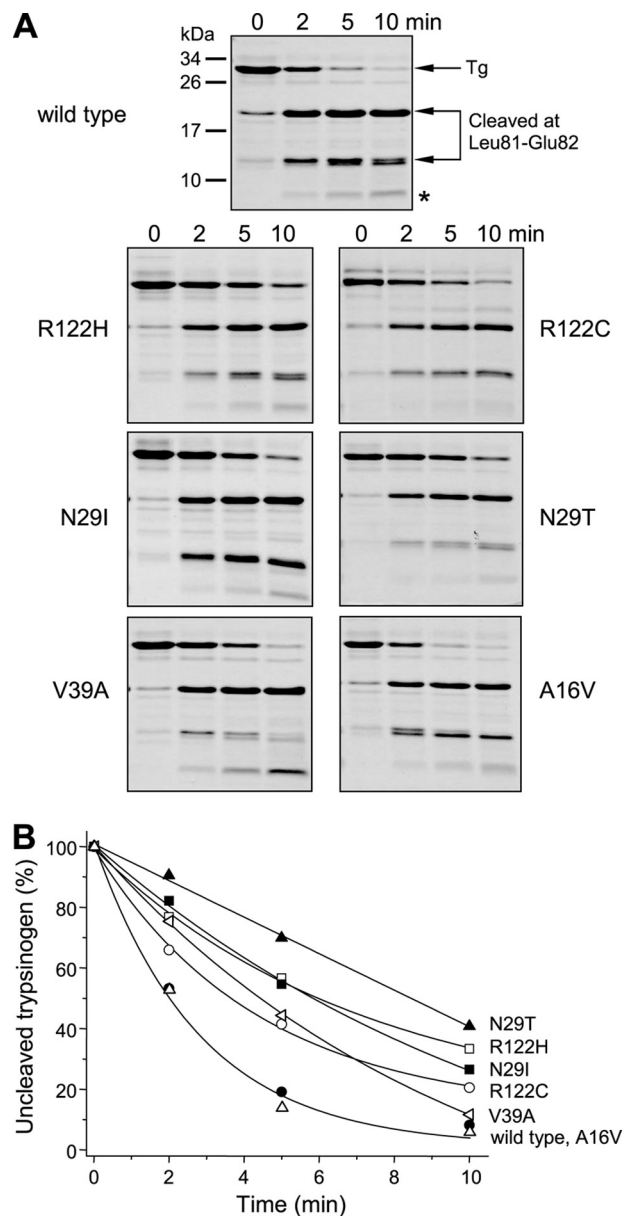 A
0 2 5 10 min
kDa
34
26
17
10
wild type
Tg
Cleaved at
Leu81-Glu82
*
0 2 5 10 0 2 5 10 min
R122H R122C
N29I N29T
V39A A16V
B
Uncleaved trypsinogen (%)
100
80
60
40
20
0
N29T
R122H
N29I
R122C
V39A
wild type, A16V
0 2 4 6 8 10
Time (min)